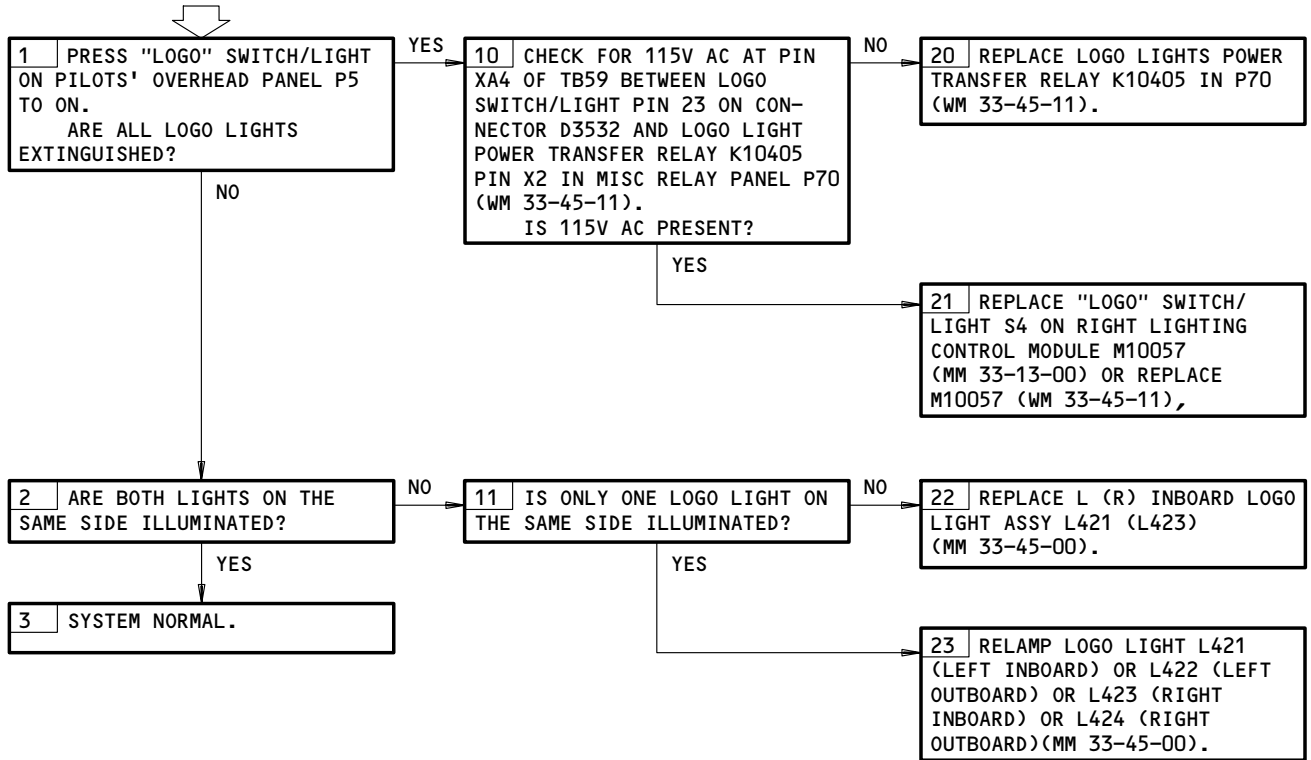 1 PRESS "LOGO" SWITCH/LIGHT
ON PILOTS' OVERHEAD PANEL P5
TO ON.
ARE ALL LOGO LIGHTS
EXTINGUISHED?
YES
NO
10 CHECK FOR 115V AC AT PIN
XA4 OF TB59 BETWEEN LOGO
SWITCH/LIGHT PIN 23 ON CON-
NECTOR D3532 AND LOGO LIGHT
POWER TRANSFER RELAY K10405
PIN X2 IN MISC RELAY PANEL P70
(WM 33-45-11).
IS 115V AC PRESENT?
NO
YES
20 REPLACE LOGO LIGHTS POWER
TRANSFER RELAY K10405 IN P70
(WM 33-45-11).
21 REPLACE "LOGO" SWITCH/
LIGHT S4 ON RIGHT LIGHTING
CONTROL MODULE M10057
(MM 33-13-00) OR REPLACE
M10057 (WM 33-45-11),
2 ARE BOTH LIGHTS ON THE
SAME SIDE ILLUMINATED?
NO
YES
11 IS ONLY ONE LOGO LIGHT ON
THE SAME SIDE ILLUMINATED?
NO
YES
22 REPLACE L (R) INBOARD LOGO
LIGHT ASSY L421 (L423)
(MM 33-45-00).
3 SYSTEM NORMAL.
23 RELAMP LOGO LIGHT L421
(LEFT INBOARD) OR L422 (LEFT
OUTBOARD) OR L423 (RIGHT
INBOARD) OR L424 (RIGHT
OUTBOARD)(MM 33-45-00).